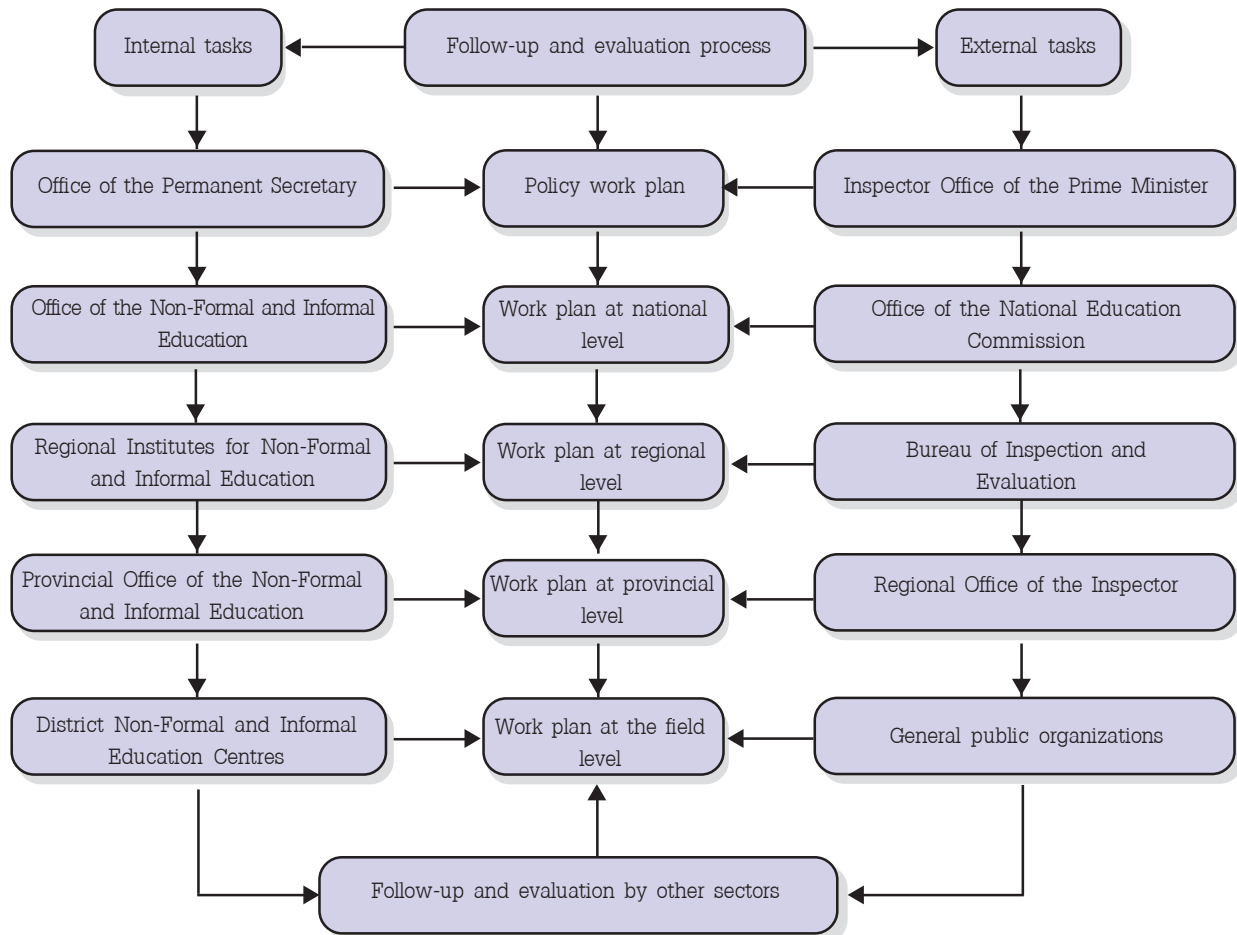 Internal tasks
Follow-up and evaluation process
External tasks
Office of the Permanent Secretary
Policy work plan
Inspector Office of the Prime Minister
Office of the Non-Formal and Informal
Education
Work plan at national
level
Office of the National Education
Commission
Regional Institutes for Non-Formal
and Informal Education
Work plan at regional
level
Bureau of Inspection and
Evaluation
Provincial Office of the Non-Formal
and Informal Education
Work plan at provincial
level
Regional Office of the Inspector
District Non-Formal and Informal
Education Centres
Work plan at the field
level
General public organizations
Follow-up and evaluation by other sectors